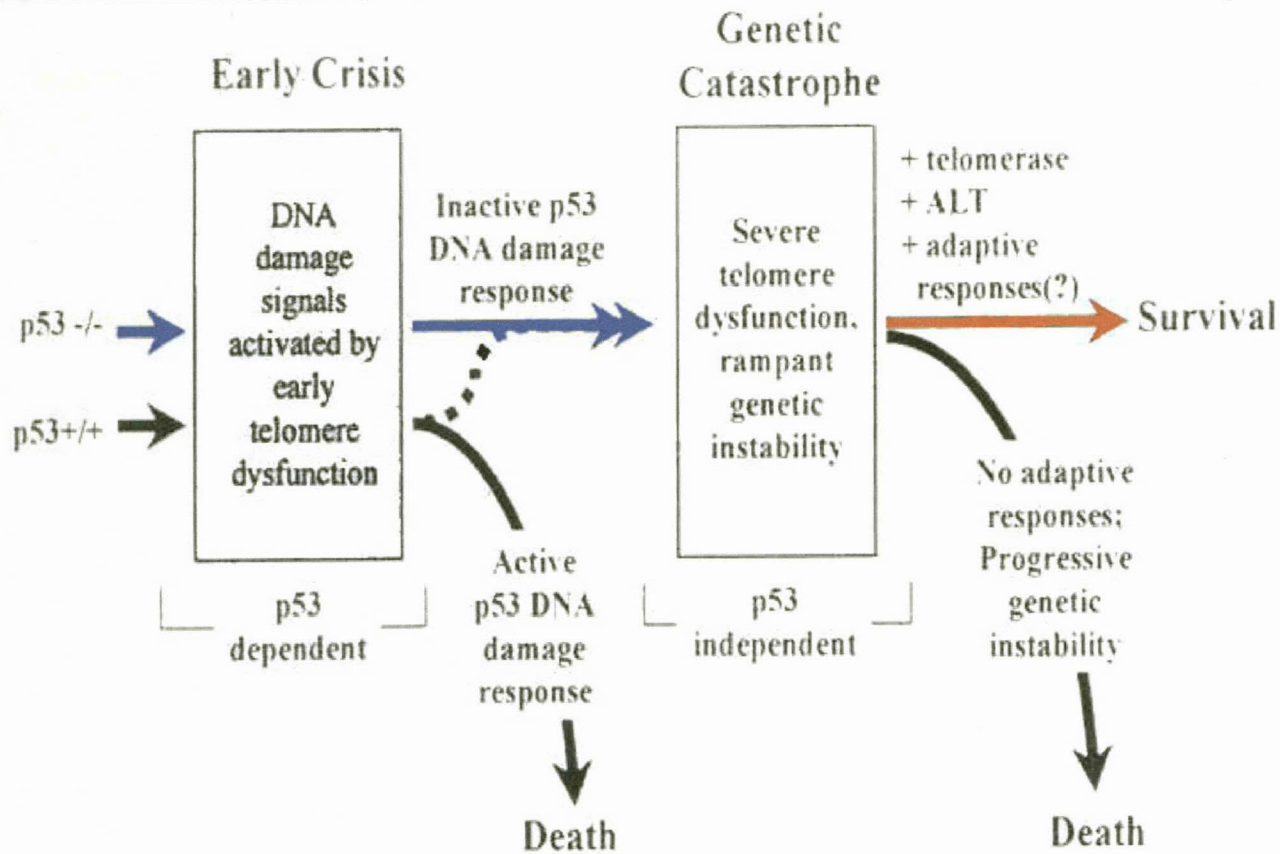 Early Crisis
Genetic
Catastrophe
p53 -/-
p53+/+
DNA
damage
signals
activated by
early
telomere
dysfunction
Inactive p53
DNA damage
response
Severe
telomere
dysfunction,
rampant
genetic
instability
+ telomerase
+ ALT
+ adaptive
responses(?)
Survival
p53
dependent
Active
p53 DNA
damage
response
Death
p53
independent
No adaptive
responses;
Progressive
genetic
instability
Death